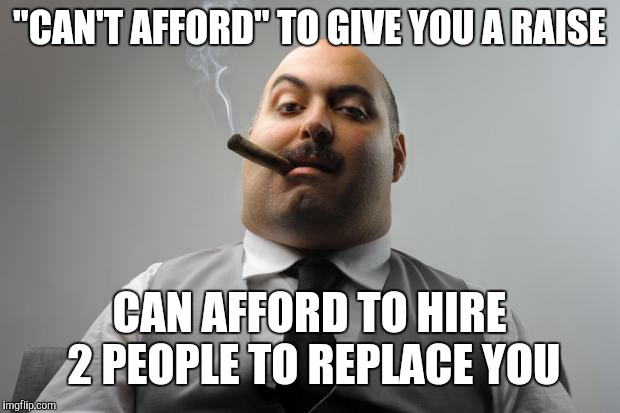 "CAN'T AFFORD" TO GIVE YOU A RAISE
CAN AFFORD TO HIRE
2 PEOPLE TO REPLACE YOU
imgflip.com